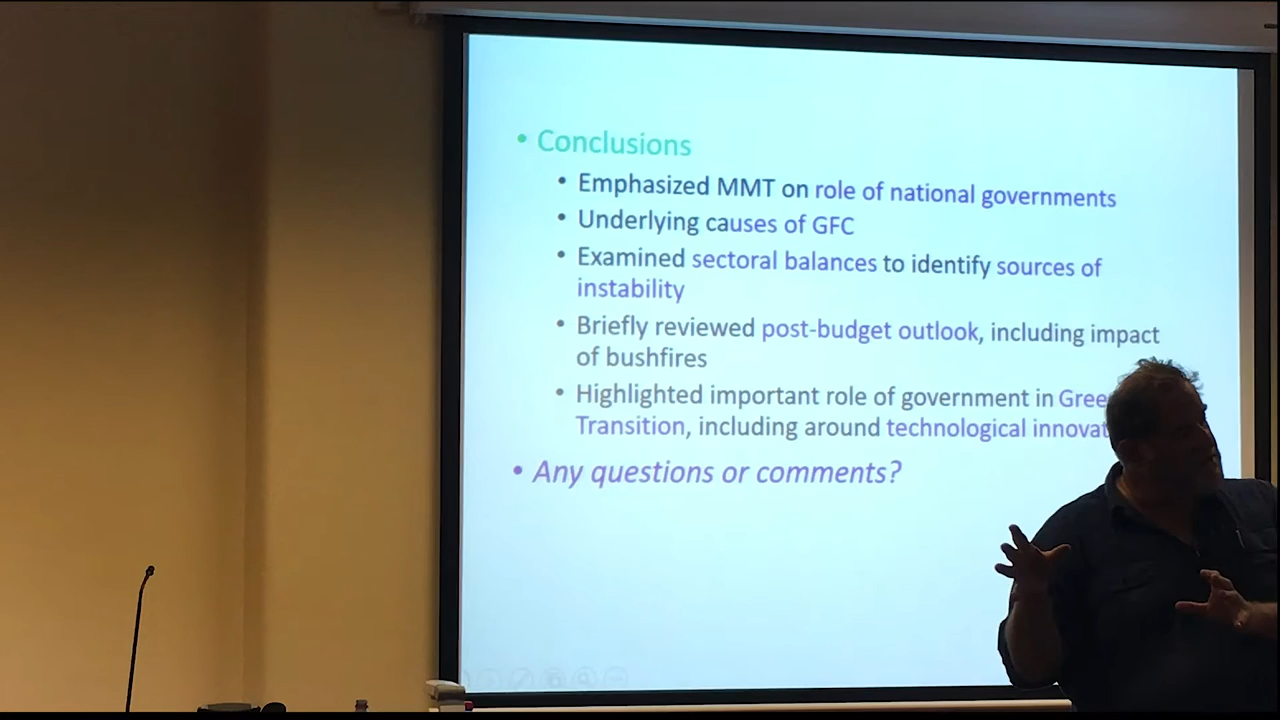 • Conclusions
• Emphasized MMT on role of national governments
• Underlying causes of GFC
• Examined sectoral balances to identify sources of
instability
• Briefly reviewed post-budget outlook, including impact
of bushfires
• Highlighted important role of government in
Transition, including around technological
• Any questions or comments?